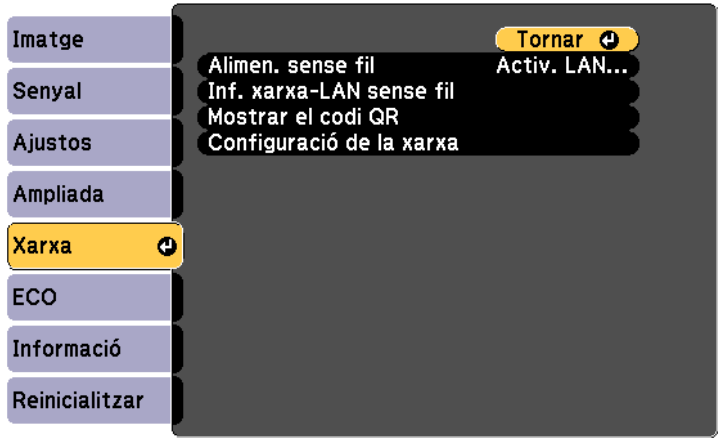 Imatge
Senyal
Ajustos
Ampliada
Xarxa
ECO
Informació
Reinicialitzar
Tornar
Alimen. sense fil Activ. LAN...
Inf. xarxa-LAN sense fil
Mostrar el codi QR
Configuració de la xarxa